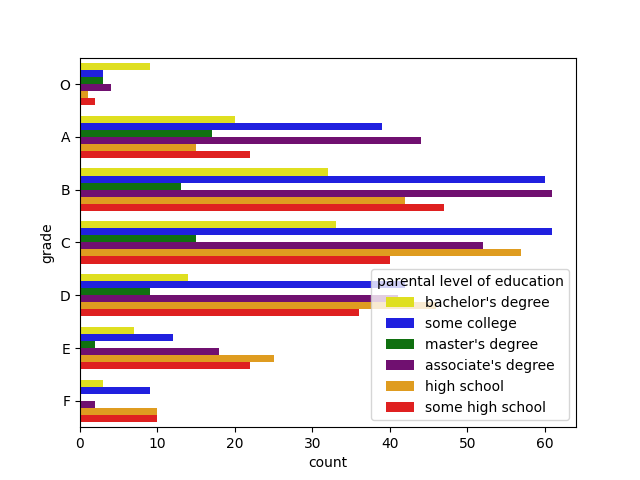 O
A
B
C
D
E
F
grade
0 10 20 30 40 50 60
count
parental level of education
bachelor's degree
some college
master's degree
associate's degree
high school
some high school